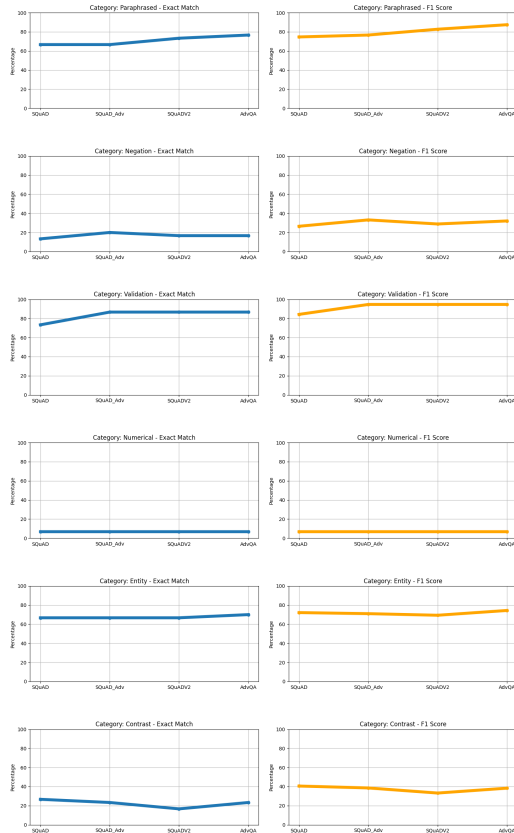 Category: Paraphrased - Exact Match
100
80
60
40
20
0
Percentage
SQuAD
SQuAD_Adv
SQuADV2
AdvQA
Category: Paraphrased - F1 Score
100
80
60
40
20
0
Percentage
SQuAD
SQuAD_Adv
SQuADV2
AdvQA
Category: Negation - Exact Match
100
80
60
40
20
0
Percentage
SQuAD
SQuAD_Adv
SQuADV2
AdvQA
Category: Negation - F1 Score
100
80
60
40
20
0
Percentage
SQuAD
SQuAD_Adv
SQuADV2
AdvQA
Category: Validation - Exact Match
100
80
60
40
20
0
Percentage
SQuAD
SQuAD_Adv
SQuADV2
AdvQA
Category: Validation - F1 Score
100
80
60
40
20
0
Percentage
SQuAD
SQuAD_Adv
SQuADV2
AdvQA
Category: Numerical - Exact Match
100
80
60
40
20
0
Percentage
SQuAD
SQuAD_Adv
SQuADV2
AdvQA
Category: Numerical - F1 Score
100
80
60
40
20
0
Percentage
SQuAD
SQuAD_Adv
SQuADV2
AdvQA
Category: Entity - Exact Match
100
80
60
40
20
0
Percentage
SQuAD
SQuAD_Adv
SQuADV2
AdvQA
Category: Entity - F1 Score
100
80
60
40
20
0
Percentage
SQuAD
SQuAD_Adv
SQuADV2
AdvQA
Category: Contrast - Exact Match
100
80
60
40
20
0
Percentage
SQuAD
SQuAD_Adv
SQuADV2
AdvQA
Category: Contrast - F1 Score
100
80
60
40
20
0
Percentage
SQuAD
SQuAD_Adv
SQuADV2
AdvQA